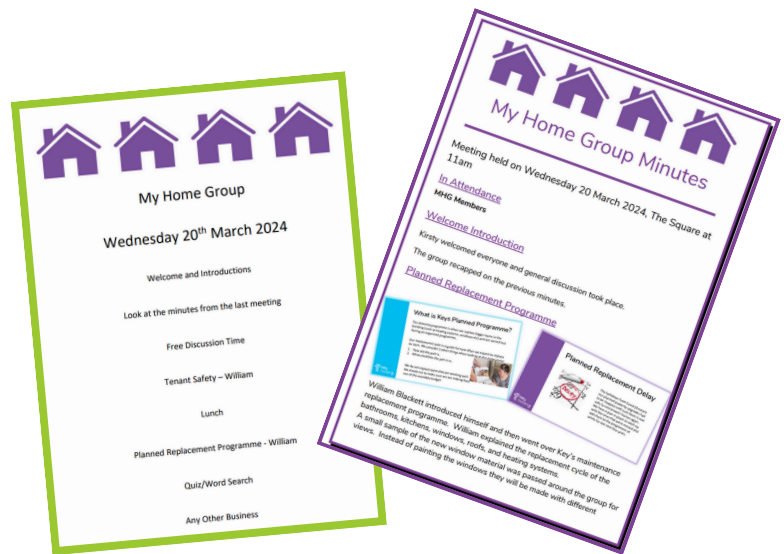 My Home Group
Wednesday 20th March 2024
Welcome and Introductions
Look at the minutes from the last meeting
Free Discussion Time
Tenant Safety – William
Lunch
Planned Replacement Programme - William
Quiz/Word Search
Any Other Business
My Home Group Minutes
Meeting held on Wednesday 20 March 2024, The Square at
11am
In Attendance
MHG Members
Welcome Introduction
Kirsty welcomed everyone and general discussion took place.
The group recapped on the previous minutes.
Planned Replacement Programme
What is Keys Planned Programme?
Planned Replacement Delay
William Blackett introduced himself and then went over Key's maintenance
replacement programme. William explained the replacement cycle of the
bathrooms, kitchens, windows, roofs, and heating systems.
A small sample of the new window material was passed around the group for
views. Instead of painting the windows they will be made with different